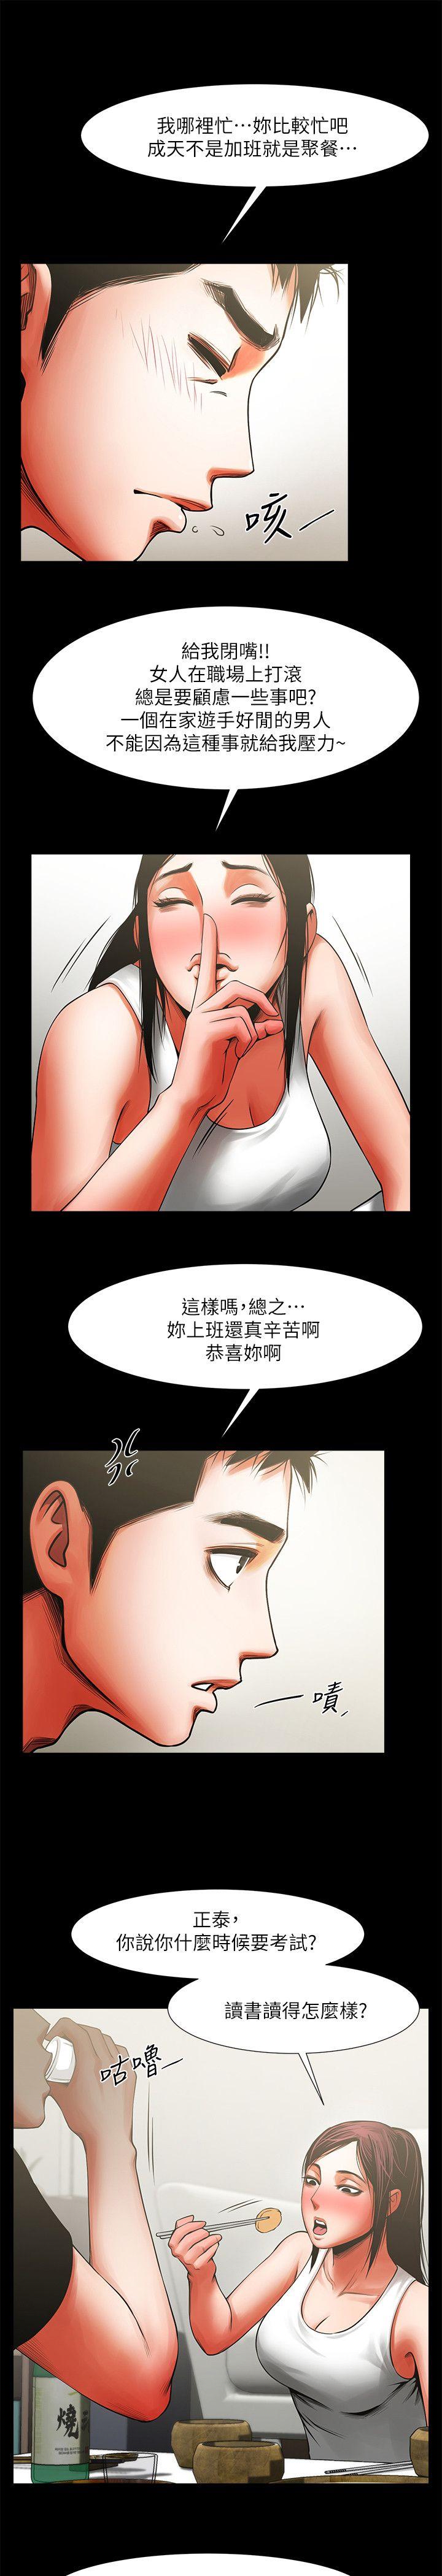 我哪裡忙…妳比較忙吧
成天不是加班就是聚餐…
咳一
給我閉嘴!!
女人在職場上打滾
總是要顧慮一些事吧?
一個在家遊手好閒的男人
不能因為這種事就給我壓力~
這樣嗎,總之…
妳上班還真辛苦啊
恭喜妳啊
一嘖
正泰,
你說你什麼時候要考試?
讀書讀得怎麼樣?
咕嚕一
燒